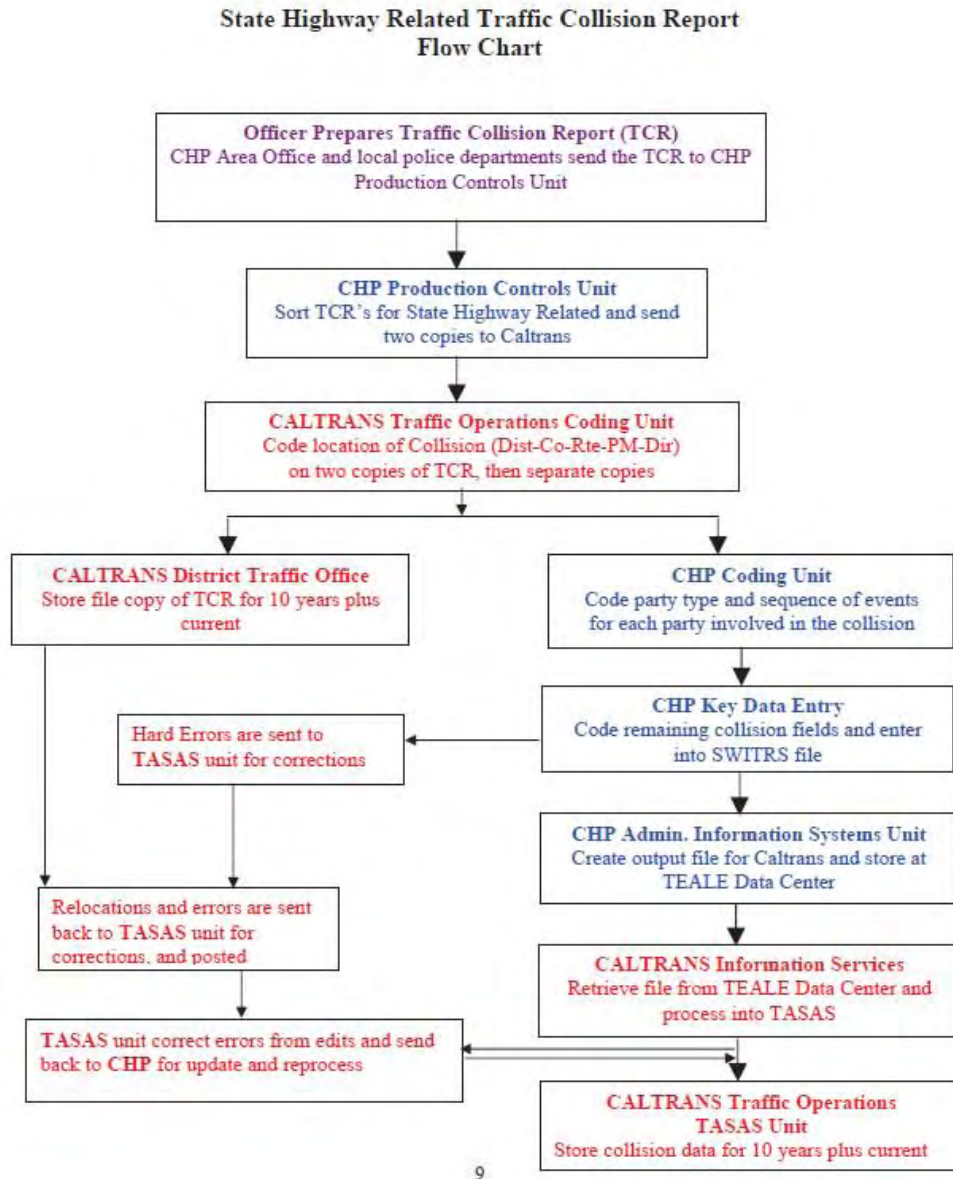 State Highway Related Traffic Collision Report
Flow Chart
Officer Prepares Traffic Collision Report (TCR)
CHP Area Office and local police departments send the TCR to CHP
Production Controls Unit
CHP Production Controls Unit
Sort TCR's for State Highway Related and send
two copies to Caltrans
CALTRANS Traffic Operations Coding Unit
Code location of Collision (Dist-Co-Rte-PM-Dir)
on two copies of TCR, then separate copies
CALTRANS District Traffic Office
Store file copy of TCR for 10 years plus
current
CHP Coding Unit
Code party type and sequence of events
for each party involved in the collision
CHP Key Data Entry
Code remaining collision fields and enter
into SWITRS file
Hard Errors are sent to
TASAS unit for corrections
CHP Admin. Information Systems Unit
Create output file for Caltrans and store at
TEALE Data Center
Relocations and errors are sent
back to TASAS unit for
corrections, and posted
CALTRANS Information Services
Retrieve file from TEALE Data Center and
process into TASAS
TASAS unit correct errors from edits and send
back to CHP for update and reprocess
CALTRANS Traffic Operations
TASAS Unit
Store collision data for 10 years plus current
9